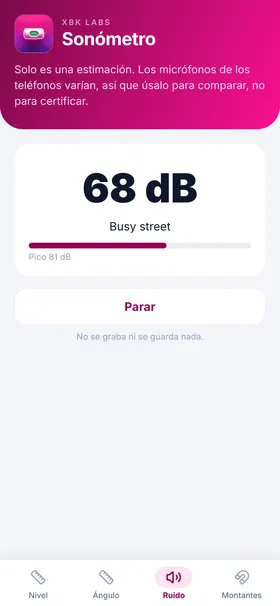 XBK LABS
Sonómetro
Solo es una estimación. Los micrófonos de los
teléfonos varían, así que úsalo para comparar, no
para certificar.
68 dB
Busy street
Pico 81 dB
Parar
No se graba ni se guarda nada.
Nivel
Ángulo
Ruido
Montantes